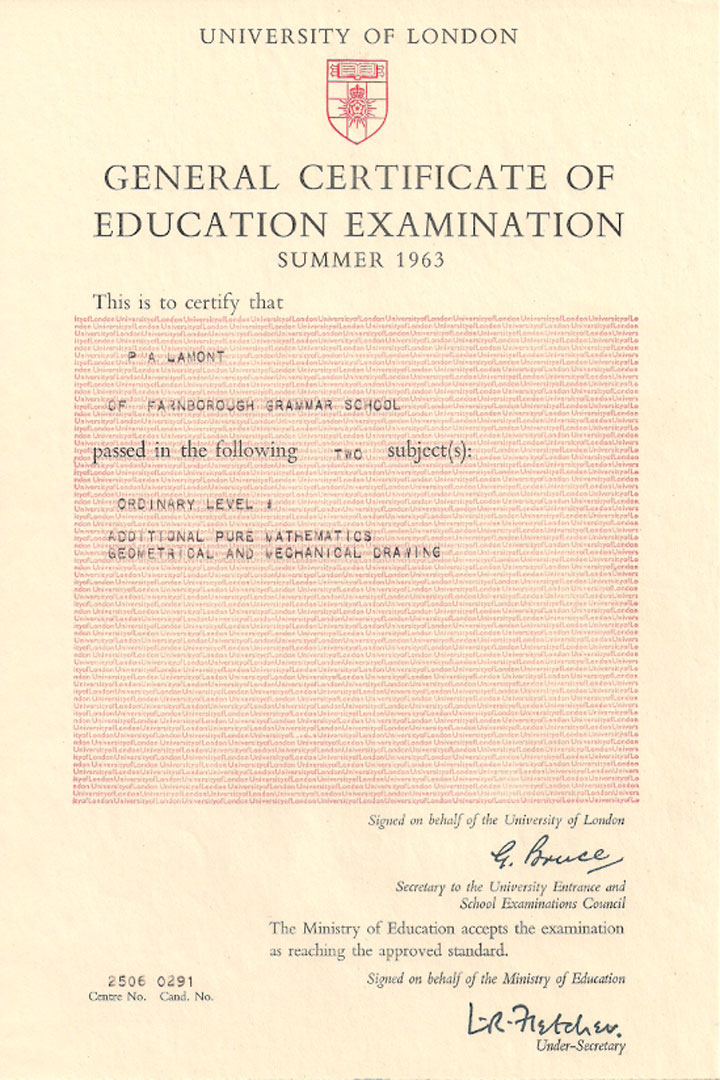 UNIVERSITY OF LONDON
GENERAL CERTIFICATE OF
EDUCATION EXAMINATION
SUMMER 1963
This is to certify that
P A LAMONT
OF FARNBOROUGH GRAMMAR SCHOOL
passed in the following TWO subject(s):
ORDINARY LEVEL
ADDITIONAL PURE MATHEMATICS
GEOMETRICAL AND MECHANICAL DRAWING
Signed on behalf of the University of London
G. Bruce
Secretary to the University Entrance and
School Examinations Council
The Ministry of Education accepts the examination
as reaching the approved standard.
2506 0291
Centre No. Cand. No.
Signed on behalf of the Ministry of Education
L.R. Fletcher.
Under-Secretary